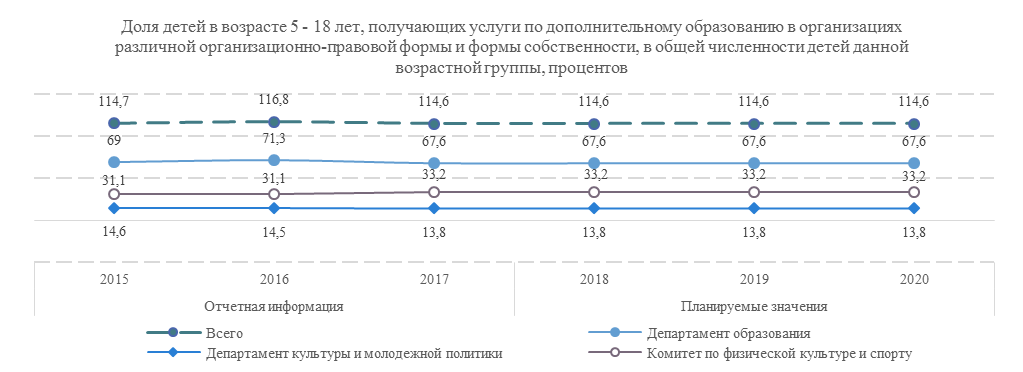 Доля детей в возрасте 5 - 18 лет, получающих услуги по дополнительному образованию в организациях
различной организационно-правовой формы и формы собственности, в общей численности детей данной
возрастной группы, процентов
114,7 116,8 114,6 114,6 114,6 114,6
69 71,3 67,6 67,6 67,6 67,6
31,1 31,1 33,2 33,2 33,2 33,2
14,6 14,5 13,8 13,8 13,8 13,8
2015 2016 2017 2018 2019 2020
Отчетная информация Планируемые значения
Всего Департамент образования
Департамент культуры и молодежной политики Комитет по физической культуре и спорту